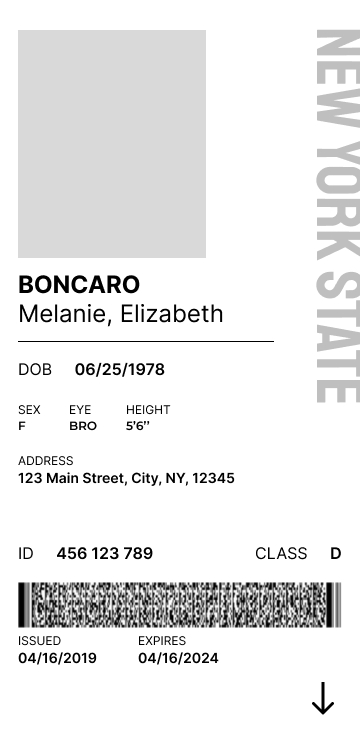 NEW YORK STATE
BONCARO
Melanie, Elizabeth
DOB 06/25/1978
SEX EYE HEIGHT
F BRO 5’6’’
ADDRESS
123 Main Street, City, NY, 12345
ID 456 123 789 CLASS D
ISSUED EXPIRES
04/16/2019 04/16/2024